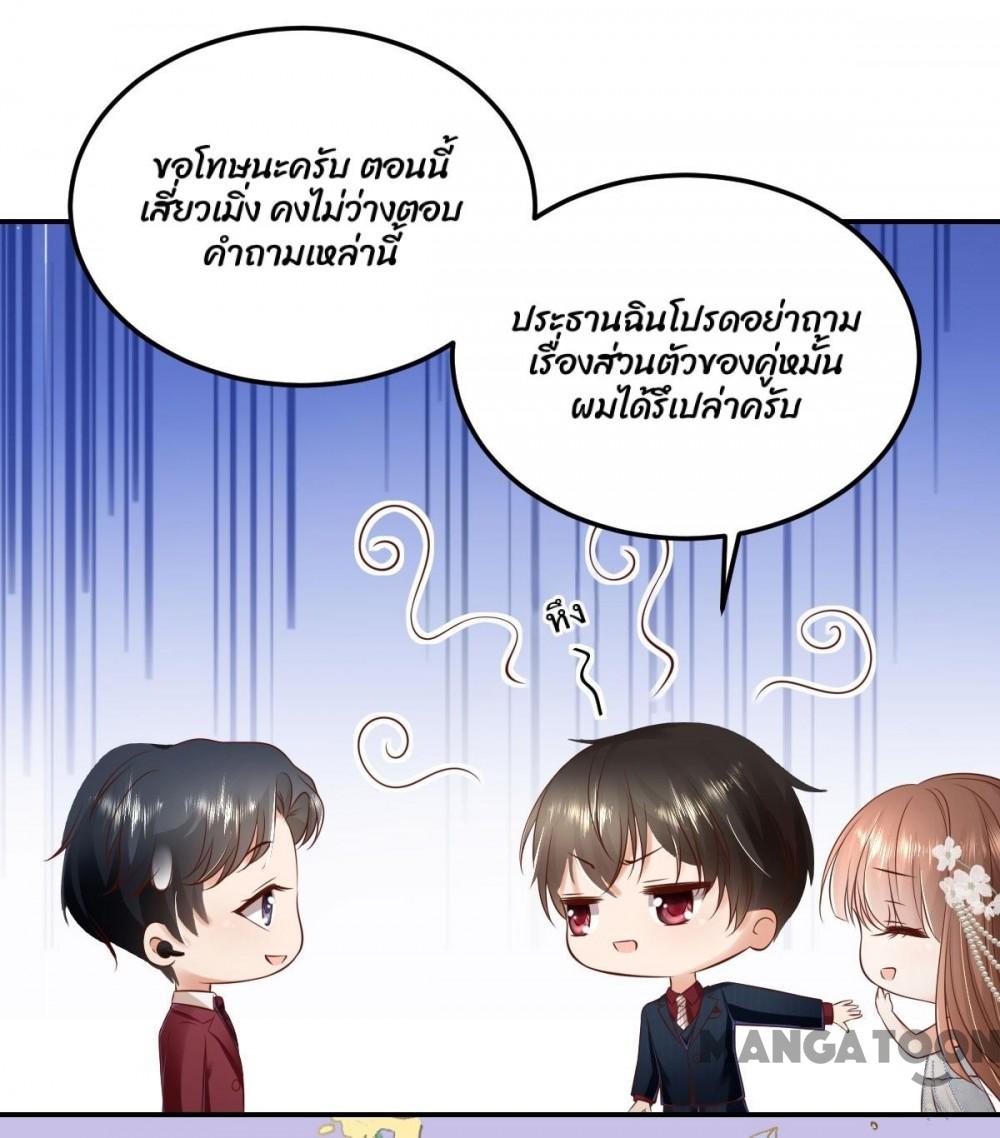 ขอโทษนะครับ ตอนนี้
เสี่ยวเมิ่ง คงไม่ว่างตอบ
คำถามเหล่านี้
ประธานฉินโปรดอย่าถาม
เรื่องส่วนตัวของคู่หมั้น
ผมได้รึเปล่าครับ
หึง
MANGA TOON